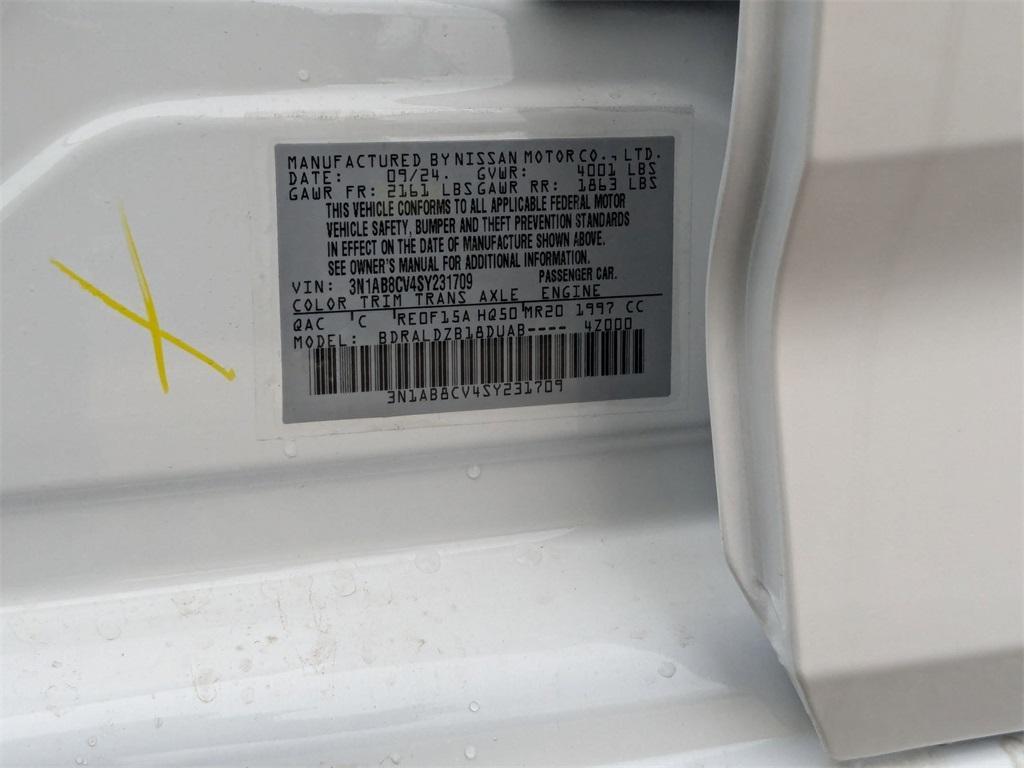 MANUFACTURED BY NISSAN MOTOR CO., LTD.
DATE: 09/24. GVWR: 4001 LBS
GAWR FR: 2161 LBS GAWR RR: 1863 LBS
THIS VEHICLE CONFORMS TO ALL APPLICABLE FEDERAL MOTOR
VEHICLE SAFETY, BUMPER AND THEFT PREVENTION STANDARDS
IN EFFECT ON THE DATE OF MANUFACTURE SHOWN ABOVE.
SEE OWNER'S MANUAL FOR ADDITIONAL INFORMATION.
VIN: 3N1AB8CV4SY231709 PASSENGER CAR.
COLOR TRIM TRANS AXLE ENGINE
QAC C RE0F15A HQ50 MR20 1997 CC
MODEL: BDRALDZB18DUAB---- 4Z000
3N1AB8CV4SY231709